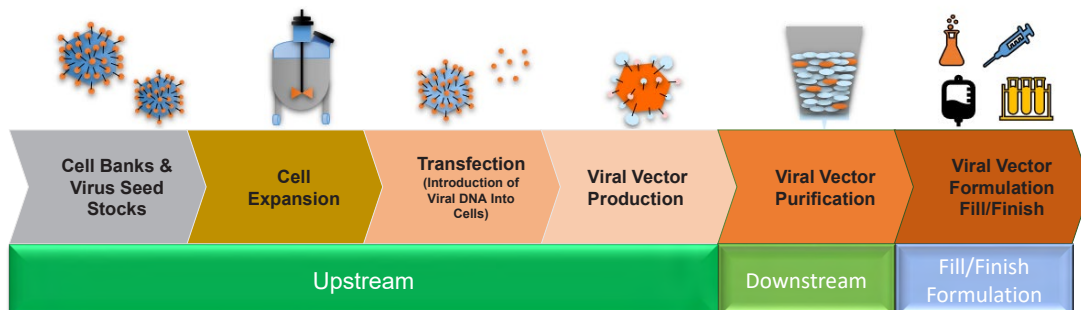 Cell Banks &
Virus Seed
Stocks
Cell
Expansion
Transfection
(Introduction of
Viral DNA Into
Cells)
Viral Vector
Production
Viral Vector
Purification
Viral Vector
Formulation
Fill/Finish
Upstream
Downstream
Fill/Finish
Formulation